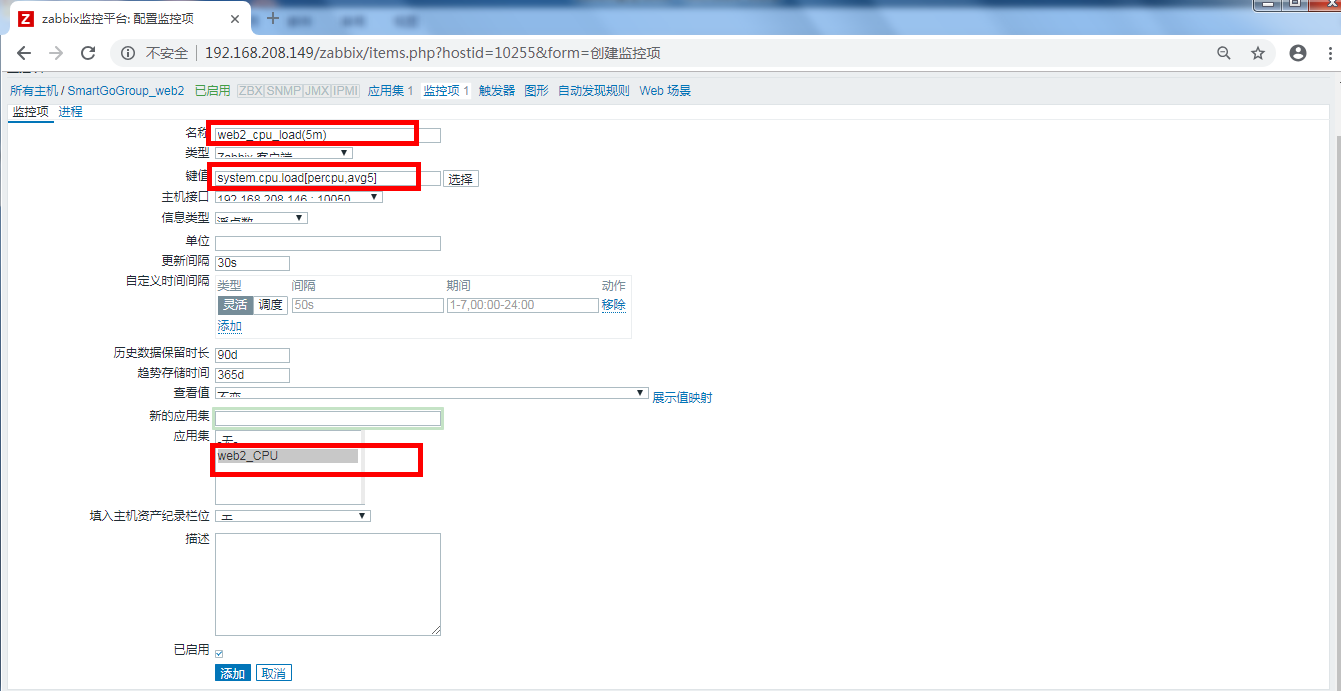 zabbix监控平台: 配置监控项
不安全 192.168.208.149/zabbix/items.php?hostid=10255&form=创建监控项
所有主机 / SmartGoGroup_web2 已启用 ZBX SNMP JMX IPMI 应用集 1 监控项 1 触发器 图形 自动发现规则 Web 场景
监控项 进程
名称 web2_cpu_load(5m)
类型 Zabbix 客户端
键值 system.cpu.load[percpu,avg5] 选择
主机接口 192.168.208.146 : 10050
信息类型 浮点数
单位
更新间隔 30s
自定义时间间隔 类型 间隔 期间 动作
灵活 调度 50s 1-7,00:00-24:00 移除
添加
历史数据保留时长 90d
趋势存储时间 365d
查看值 不变 展示值映射
新的应用集
应用集 -无-
web2_CPU
填入主机资产纪录栏位 -无-
描述
已启用
添加 取消